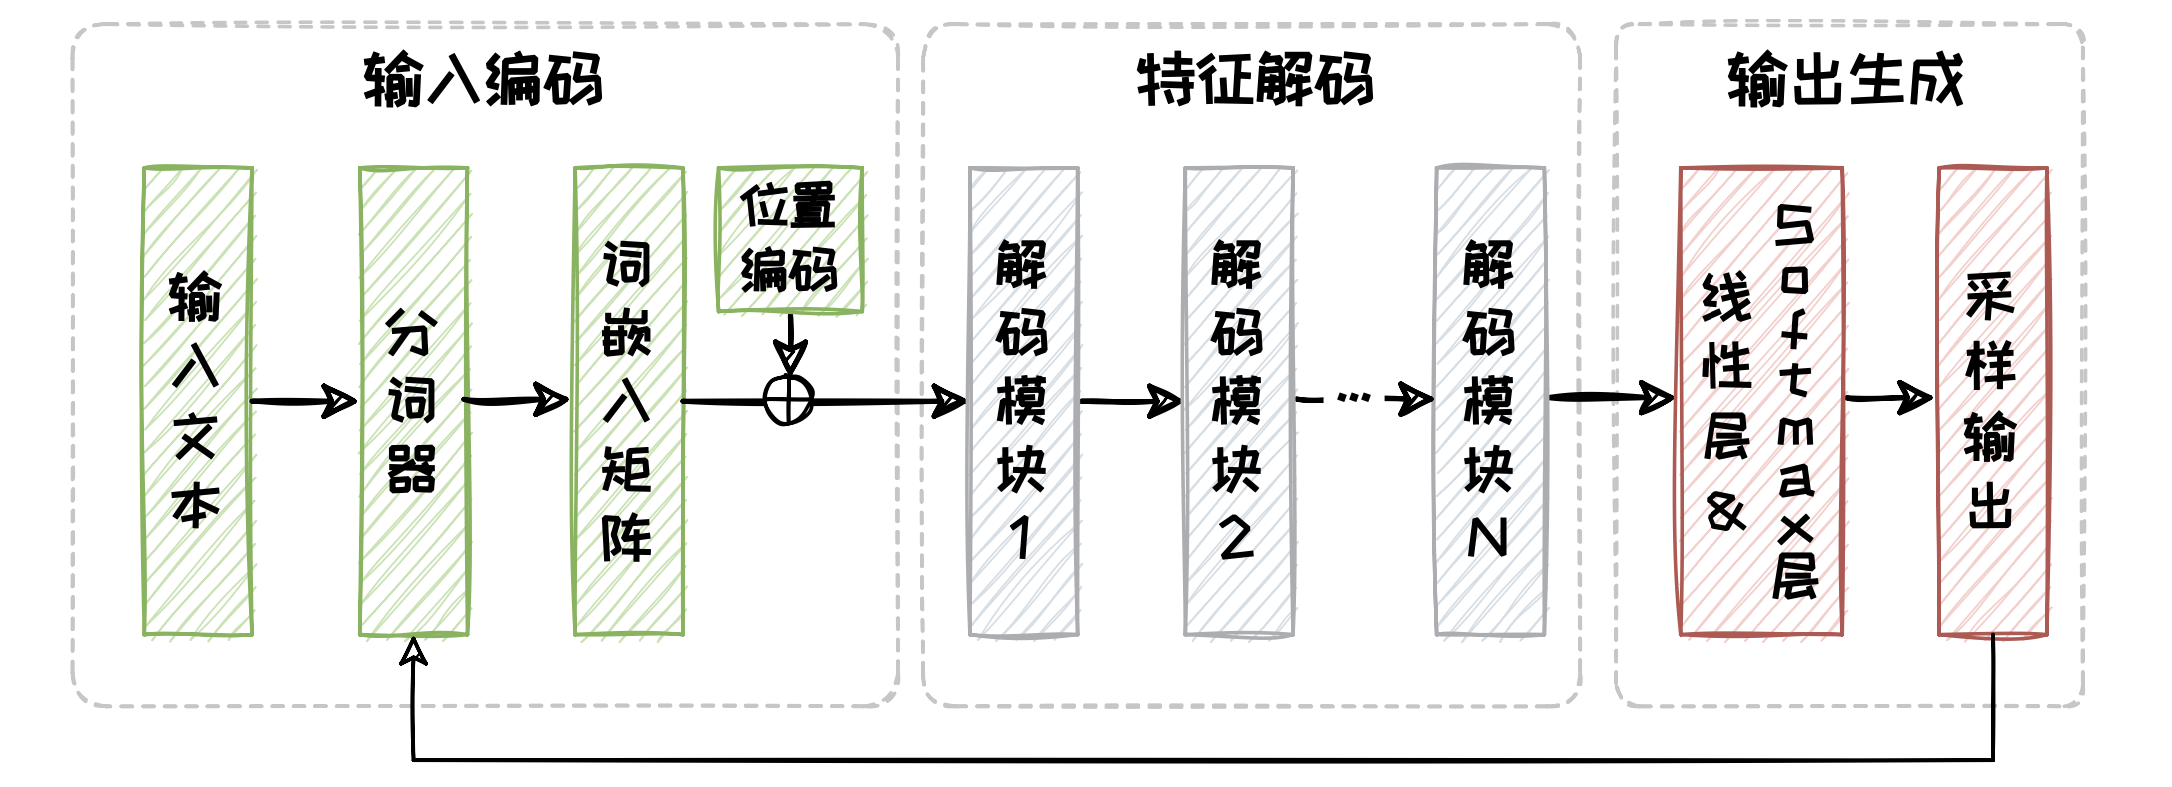 输入编码
特征解码
输出生成
输入文本
分词器
词嵌入矩阵
位置
编码
解码模块1
解码模块2
...
解码模块N
线性层&
Softmax层
采样输出